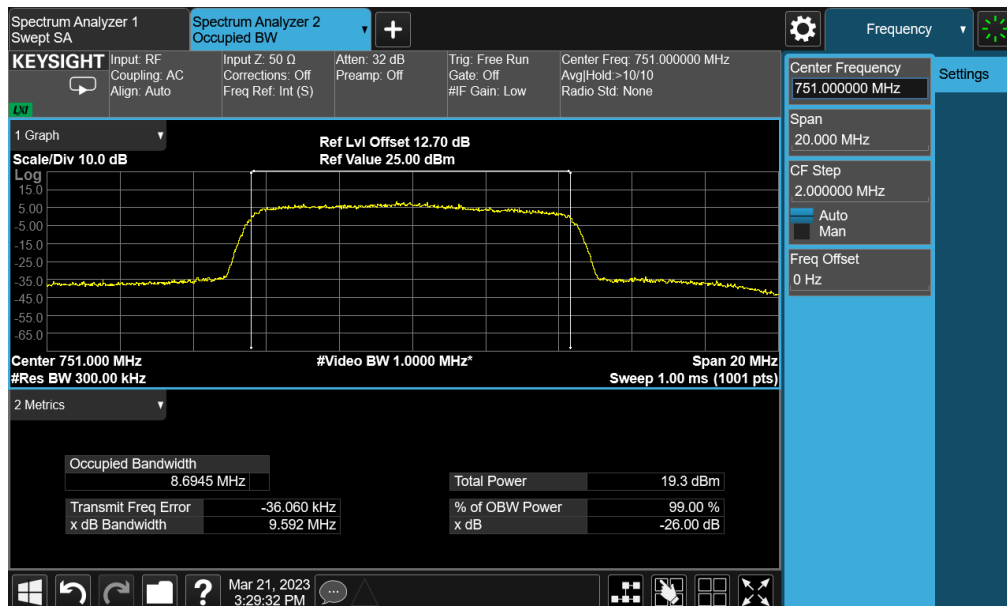 Spectrum Analyzer 1
Swept SA
Spectrum Analyzer 2
Occupied BW
Frequency
KEYSIGHT
LXI
Input: RF
Coupling: AC
Align: Auto
Input Z: 50 Ω
Corrections: Off
Freq Ref: Int (S)
Atten: 32 dB
Preamp: Off
Trig: Free Run
Gate: Off
#IF Gain: Low
Center Freq: 751.000000 MHz
Avg|Hold:>10/10
Radio Std: None
Center Frequency
751.000000 MHz
Settings
Span
20.000 MHz
CF Step
2.000000 MHz
Auto
Man
Freq Offset
0 Hz
1 Graph
Scale/Div 10.0 dB
Ref Lvl Offset 12.70 dB
Ref Value 25.00 dBm
Log
15.0
5.00
-5.00
-15.0
-25.0
-35.0
-45.0
-55.0
-65.0
Center 751.000 MHz
#Video BW 1.0000 MHz*
Span 20 MHz
#Res BW 300.00 kHz
Sweep 1.00 ms (1001 pts)
2 Metrics
Occupied Bandwidth
8.6945 MHz
Total Power 19.3 dBm
Transmit Freq Error -36.060 kHz
% of OBW Power 99.00 %
x dB Bandwidth 9.592 MHz
x dB -26.00 dB
Mar 21, 2023
3:29:32 PM